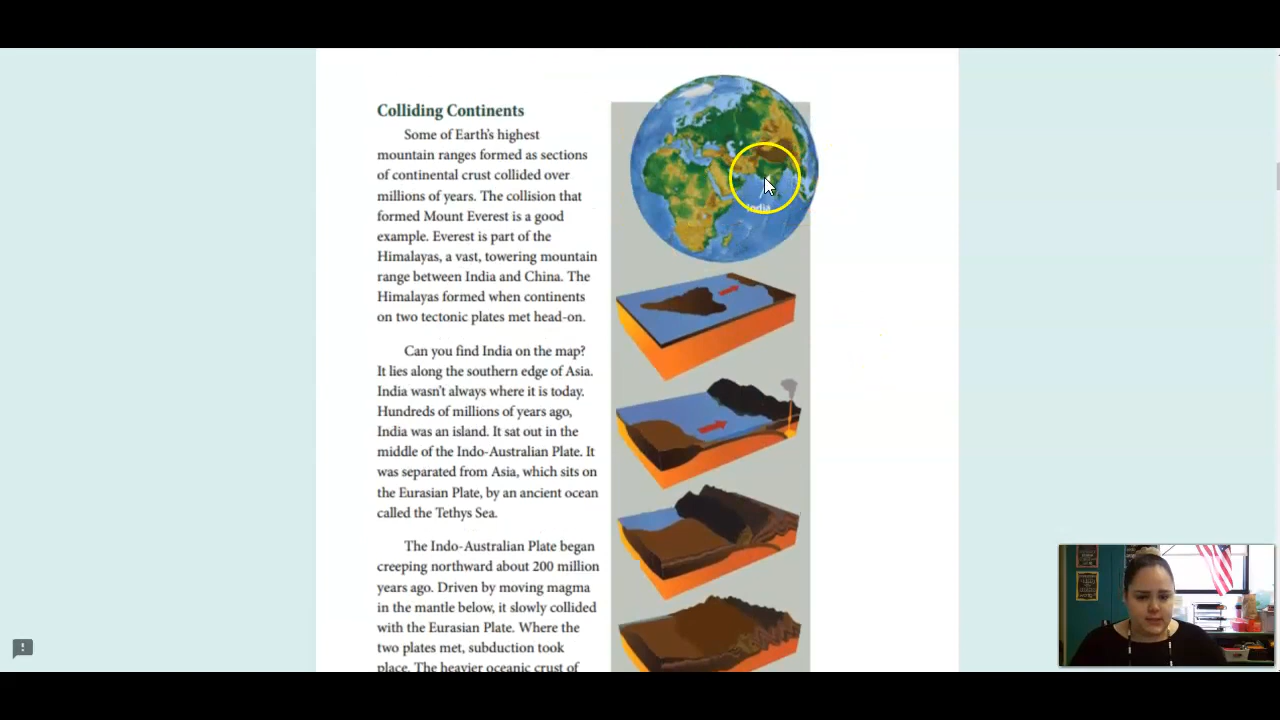 Colliding Continents
Some of Earth's highest
mountain ranges formed as sections
of continental crust collided over
millions of years. The collision that
formed Mount Everest is a good
example. Everest is part of the
Himalayas, a vast, towering mountain
range between India and China. The
Himalayas formed when continents
on two tectonic plates met head-on.
Can you find India on the map?
It lies along the southern edge of Asia.
India wasn't always where it is today.
Hundreds of millions of years ago,
India was an island. It sat out in the
middle of the Indo-Australian Plate. It
was separated from Asia, which sits on
the Eurasian Plate, by an ancient ocean
called the Tethys Sea.
The Indo-Australian Plate began
creeping northward about 200 million
years ago. Driven by moving magma
in the mantle below, it slowly collided
with the Eurasian Plate. Where the
two plates met, subduction took
place. The heavier oceanic crust of
India